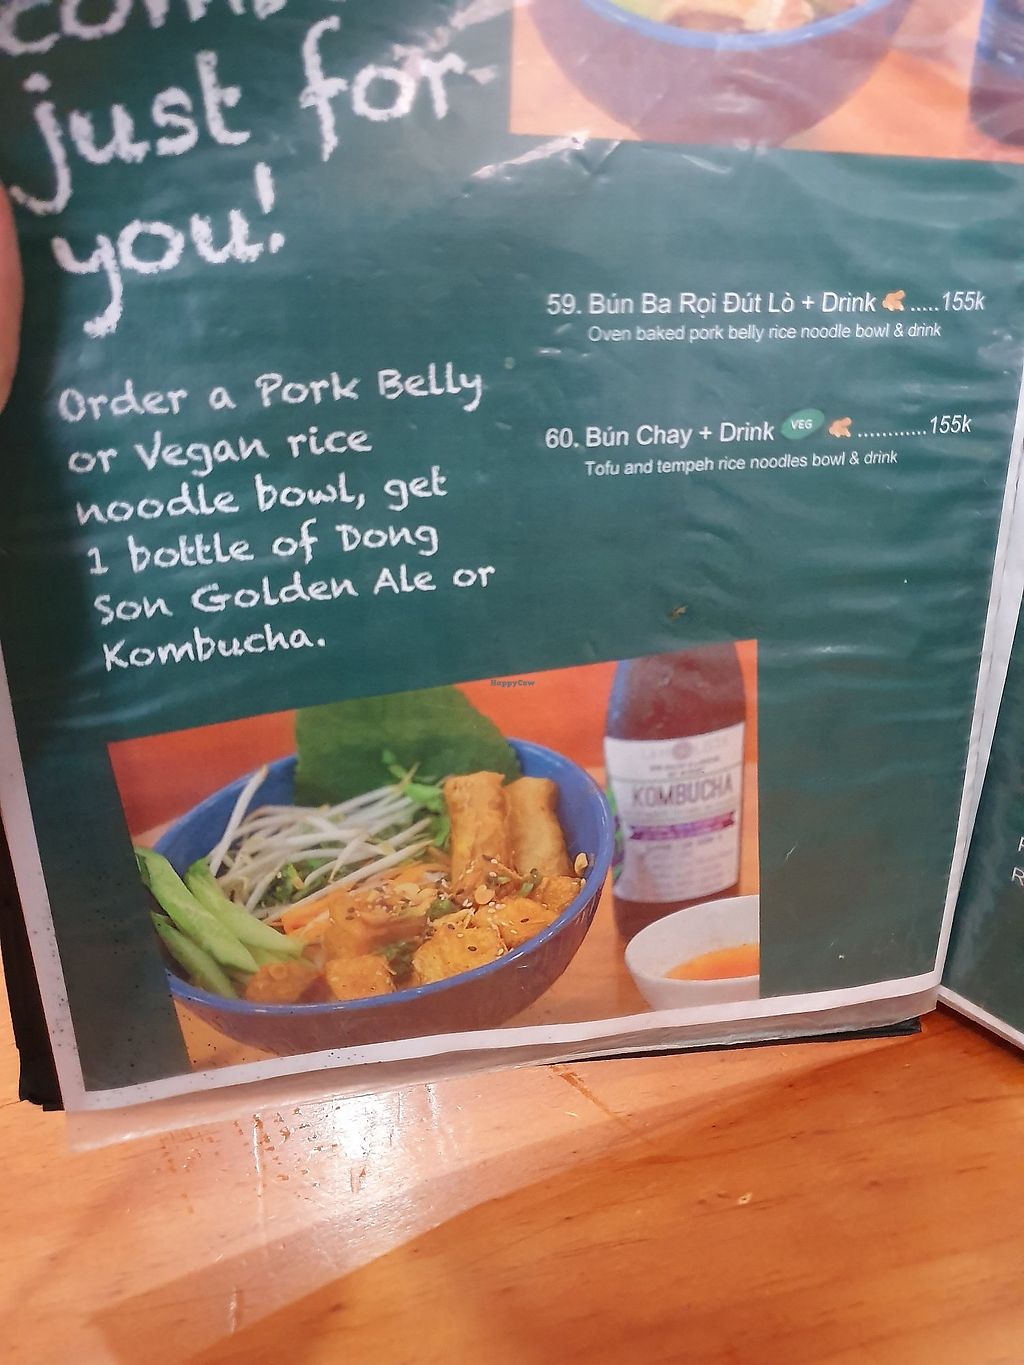 just for
you!
59. Bún Ba Rọi Đút Lò + Drink .....155k
Oven baked pork belly rice noodle bowl & drink
Order a Pork Belly
or Vegan rice
noodle bowl, get
1 bottle of Dong
Son Golden Ale or
Kombucha.
60. Bún Chay + Drink VEG ............155k
Tofu and tempeh rice noodles bowl & drink
HappyCow
KOMBUCHA